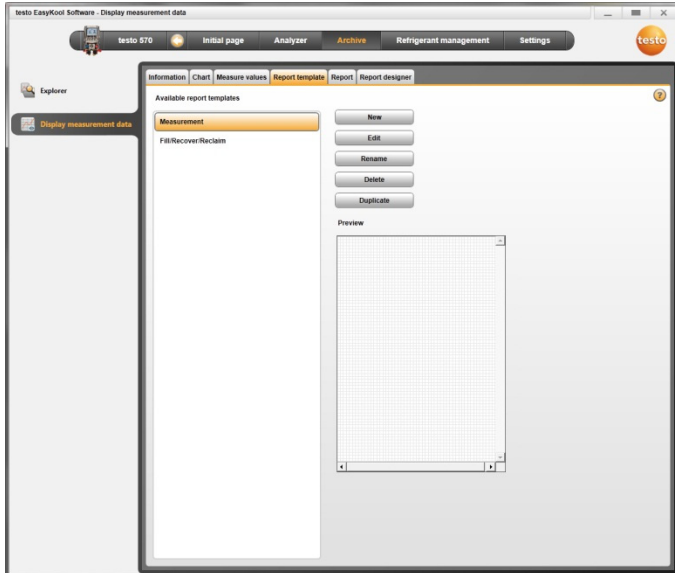 testo EasyKool Software - Display measurement data
testo 570 Initial page Analyzer Archive Refrigerant management Settings testo
Explorer
Display measurement data
Information Chart Measure values Report template Report Report designer
Available report templates
Measurement
Fill/Recover/Reclaim
New
Edit
Rename
Delete
Duplicate
Preview